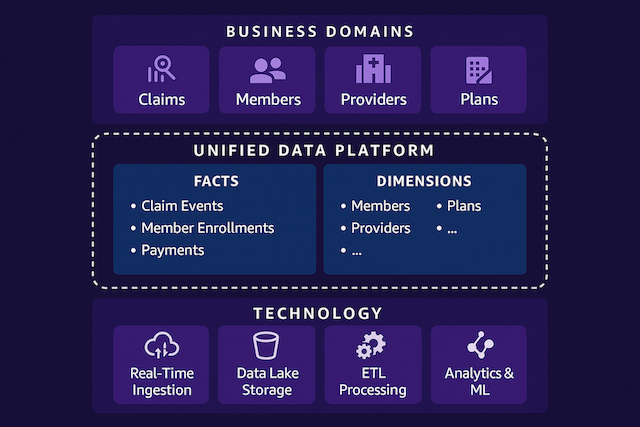 BUSINESS DOMAINS
Claims
Members
Providers
Plans
UNIFIED DATA PLATFORM
FACTS
• Claim Events
• Member Enrollments
• Payments
DIMENSIONS
• Members
• Providers
• ...
• Plans
• ...
TECHNOLOGY
Real-Time
Ingestion
Data Lake
Storage
ETL
Processing
Analytics &
ML